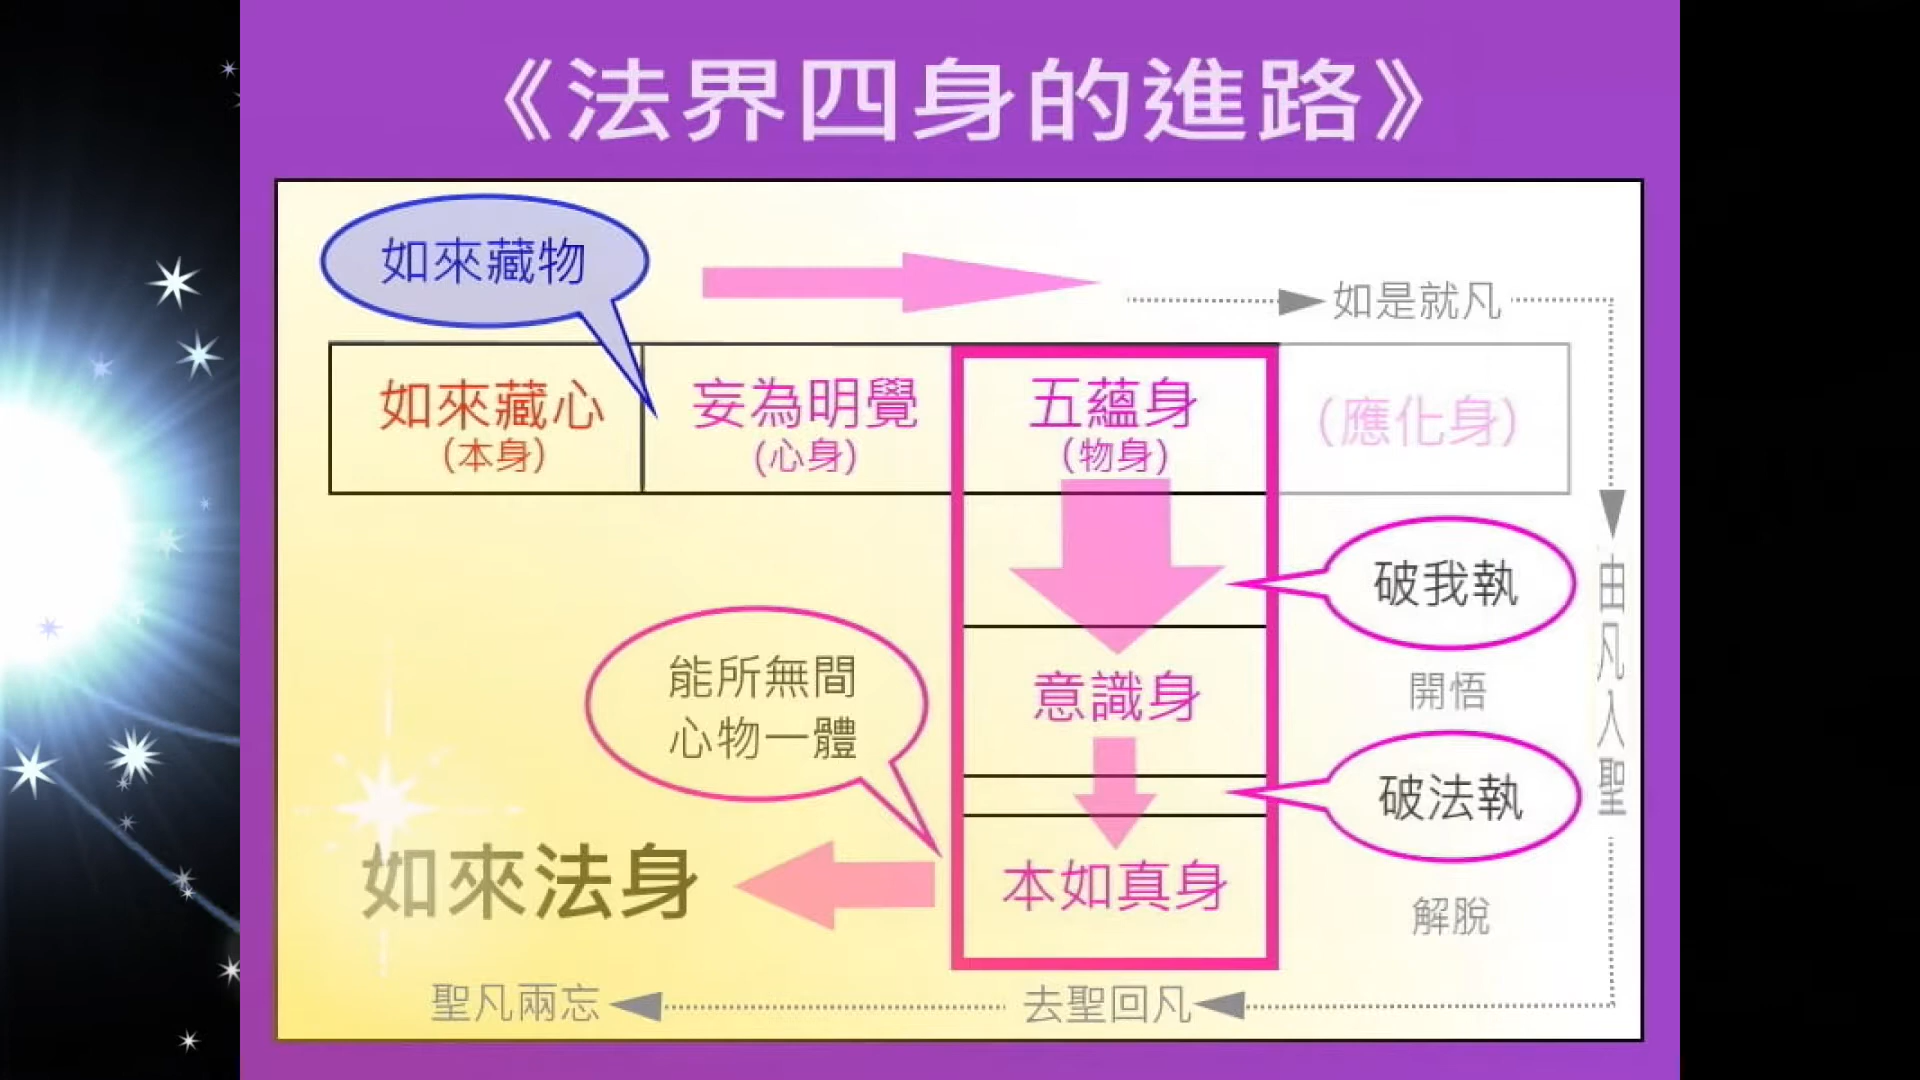 《法界四身的進路》
如來藏物
如是就凡
如來藏心
(本身)
妄為明覺
(心身)
五蘊身
(物身)
(應化身)
破我執
開悟
由凡入聖
意識身
能所無間
心物一體
破法執
本如真身
如來法身
解脫
聖凡兩忘
去聖回凡